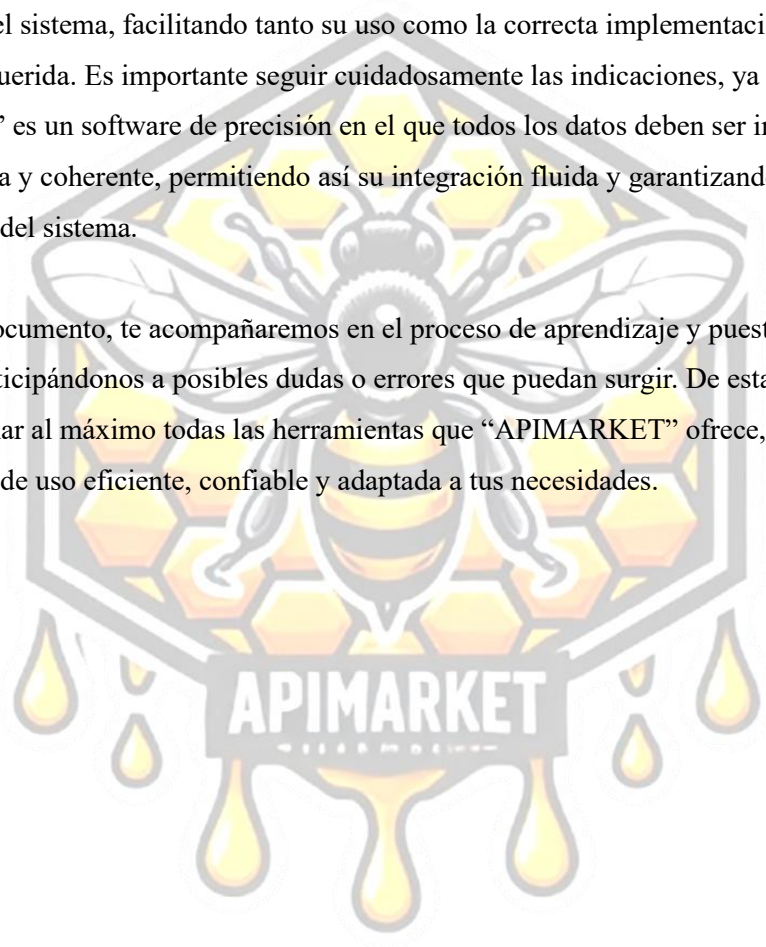 el sistema, facilitando tanto su uso como la correcta implementaci
uerida. Es importante seguir cuidadosamente las indicaciones, ya
” es un software de precisión en el que todos los datos deben ser in
a y coherente, permitiendo así su integración fluida y garantizand
del sistema.
ocumento, te acompañaremos en el proceso de aprendizaje y puest
ticipándonos a posibles dudas o errores que puedan surgir. De esta
ar al máximo todas las herramientas que “APIMARKET” ofrece,
de uso eficiente, confiable y adaptada a tus necesidades.
APIMARKET